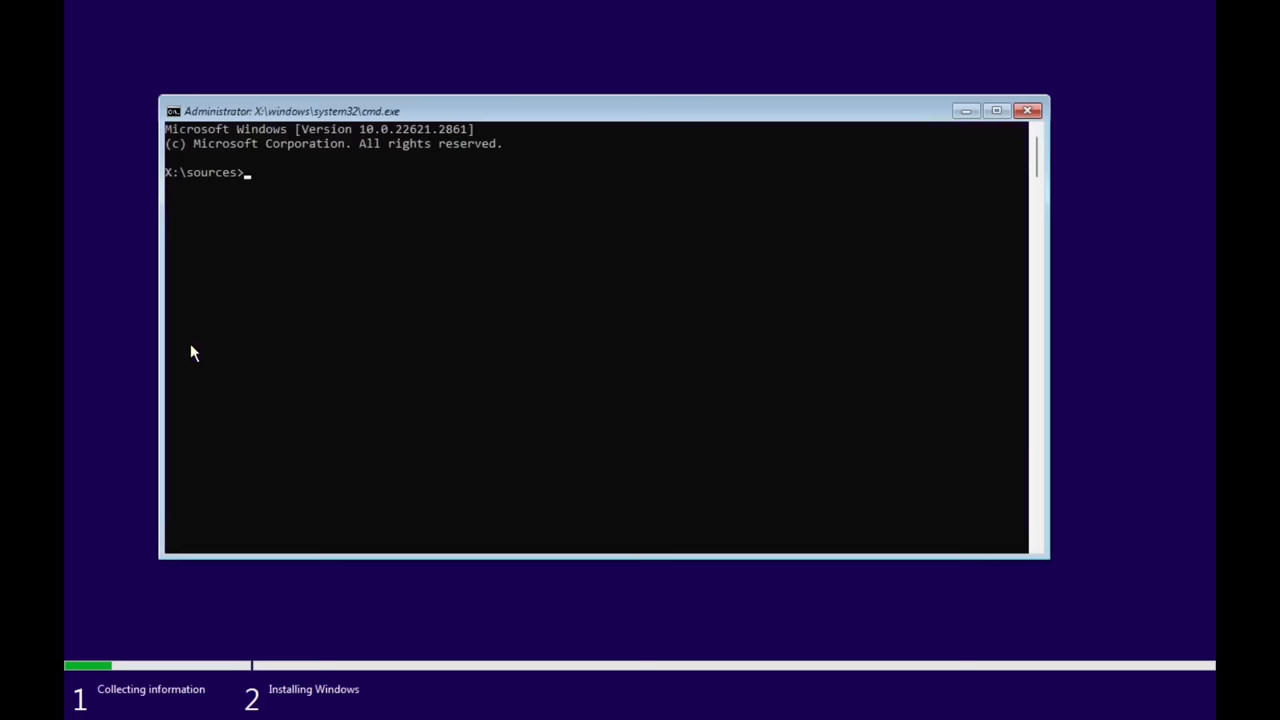 Administrator: X:\windows\system32\cmd.exe
Microsoft Windows [Version 10.0.22621.2861]
(c) Microsoft Corporation. All rights reserved.
X:\sources>
1 Collecting information
2 Installing Windows